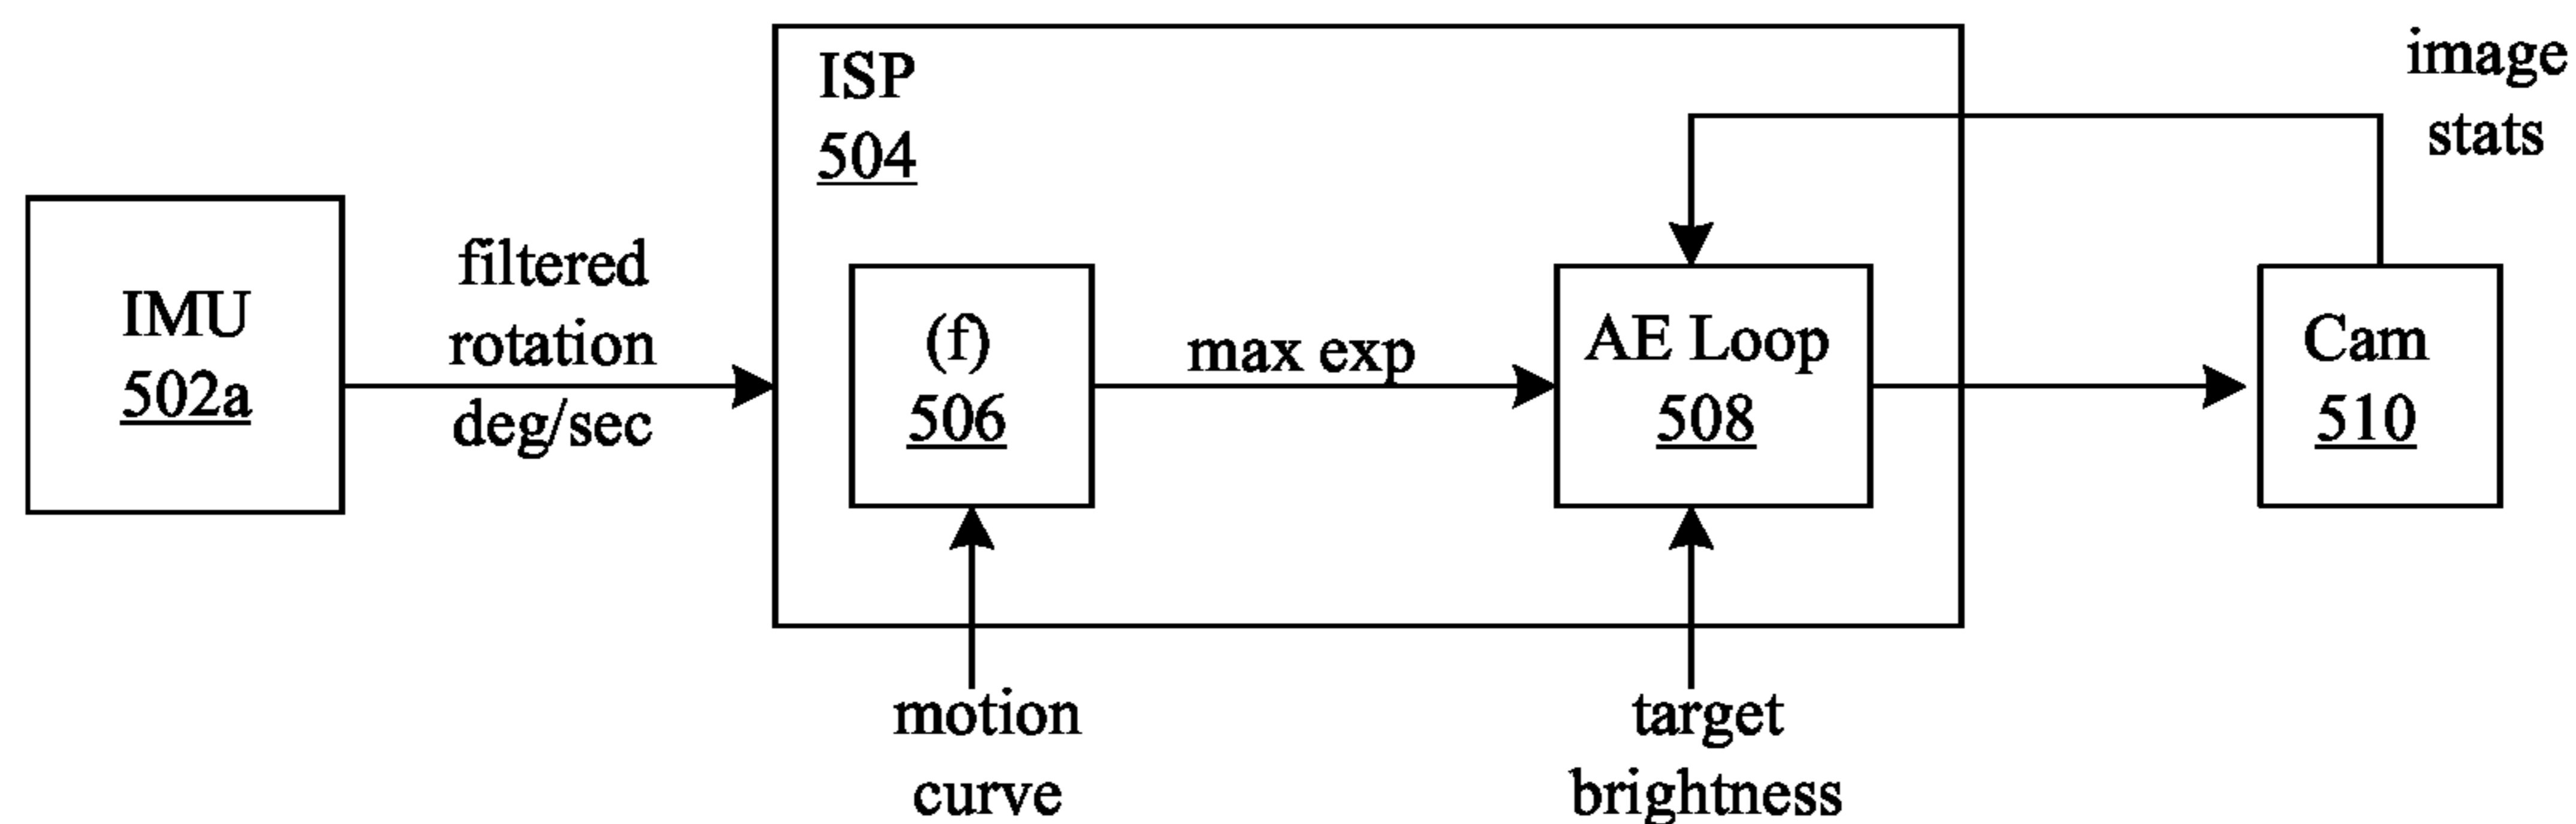 IMU
502a
filtered
rotation
deg/sec
ISP
504
(f)
506
motion
curve
max exp
AE Loop
508
target
brightness
image
stats
Cam
510